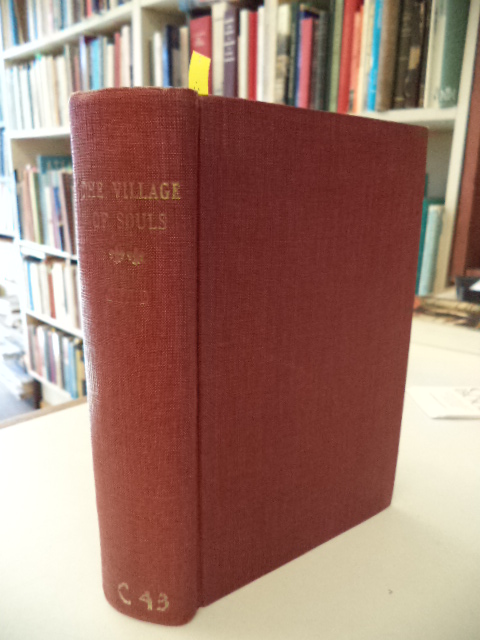 THE VILLAGE
OF SOULS
C 43